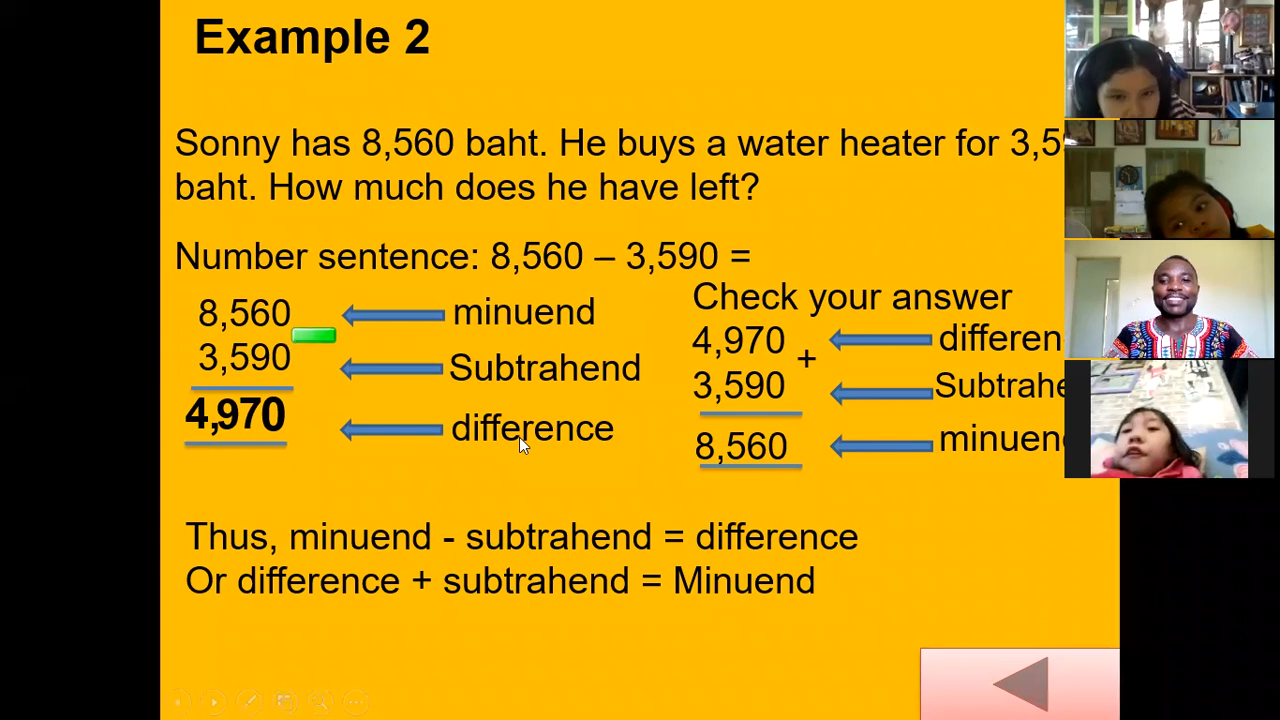 Example 2
Sonny has 8,560 baht. He buys a water heater for
baht. How much does he have left?
Number sentence: 8,560 – 3,590 =
8,560
minuend
3,590
Subtrahend
4,970
difference
Check your answer
4,970 +
3,590
8,560
Thus, minuend - subtrahend = difference
Or difference + subtrahend = Minuend